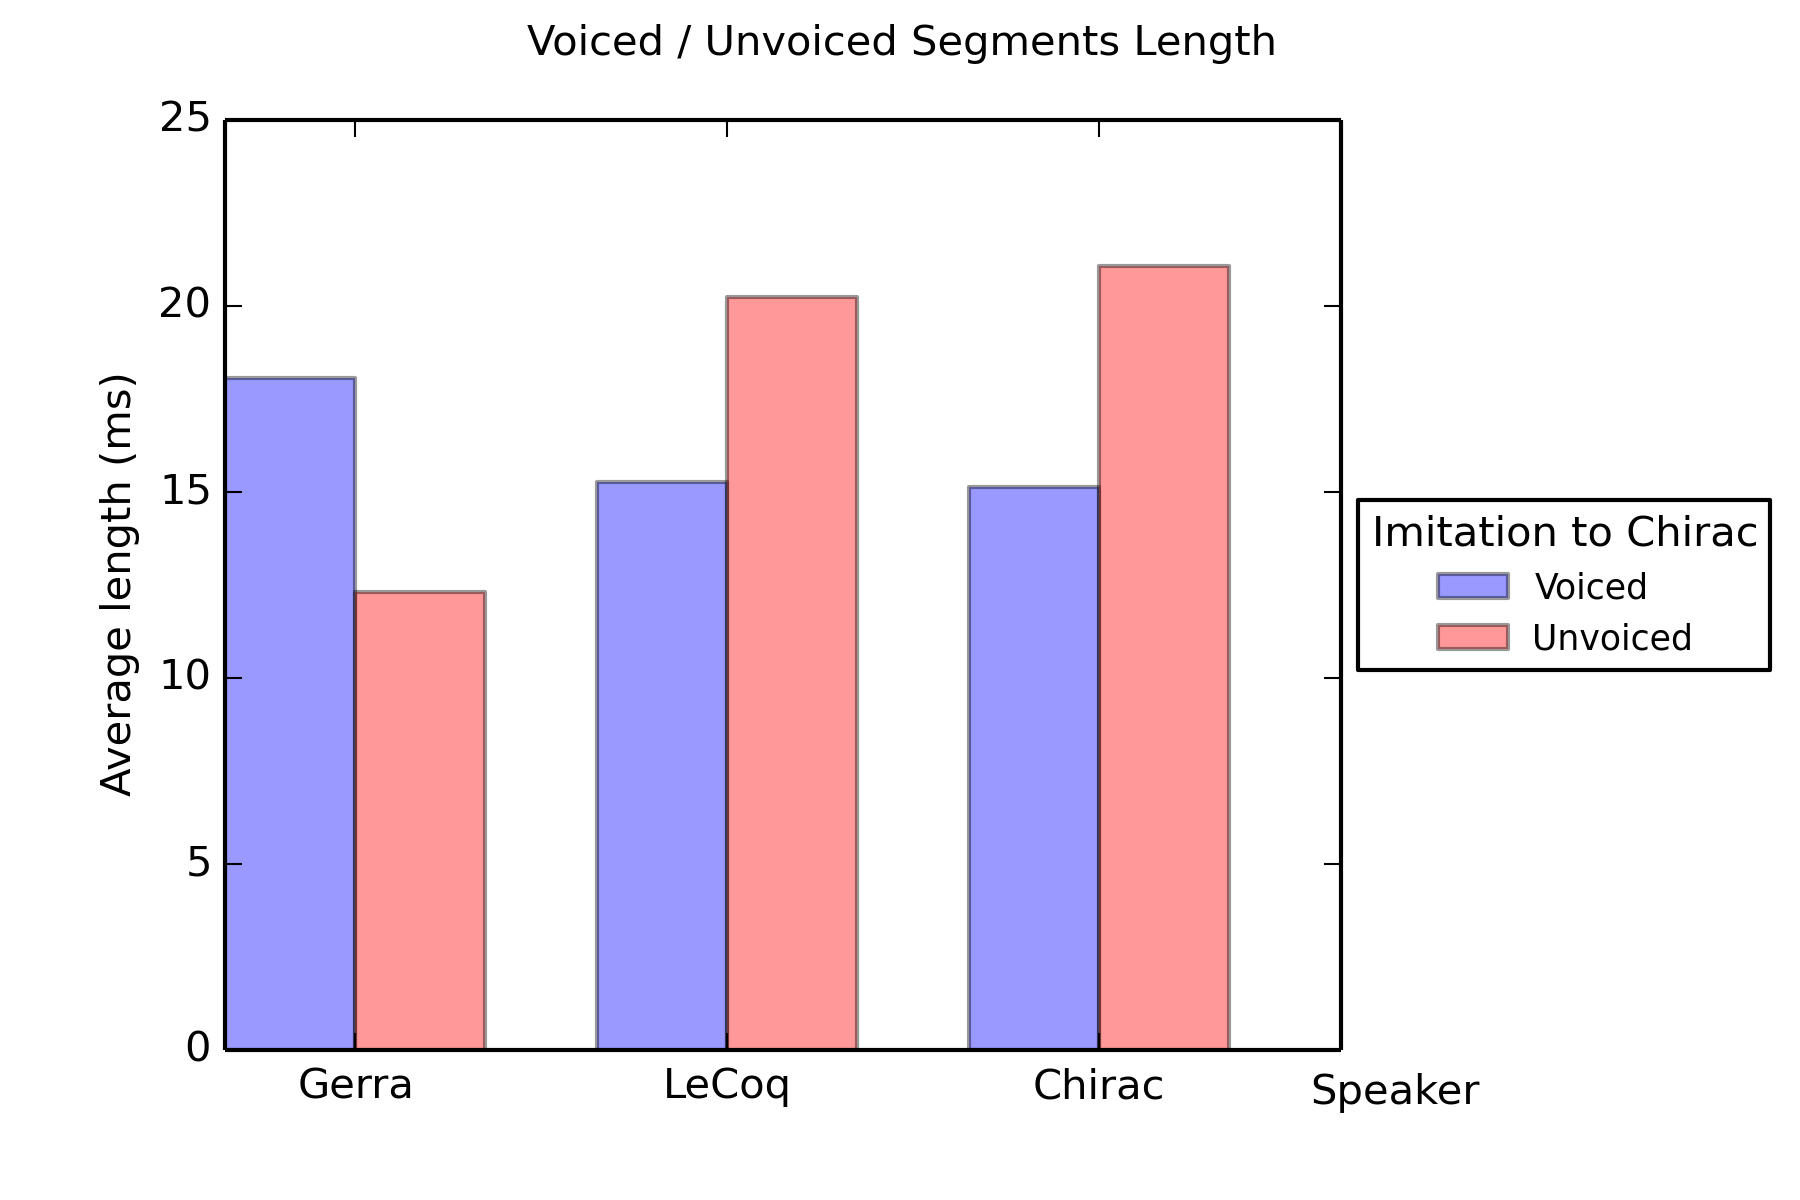 Voiced / Unvoiced Segments Length
25
20
15
10
5
0
Average length (ms)
Gerra
LeCoq
Chirac
Speaker
Imitation to Chirac
Voiced
Unvoiced